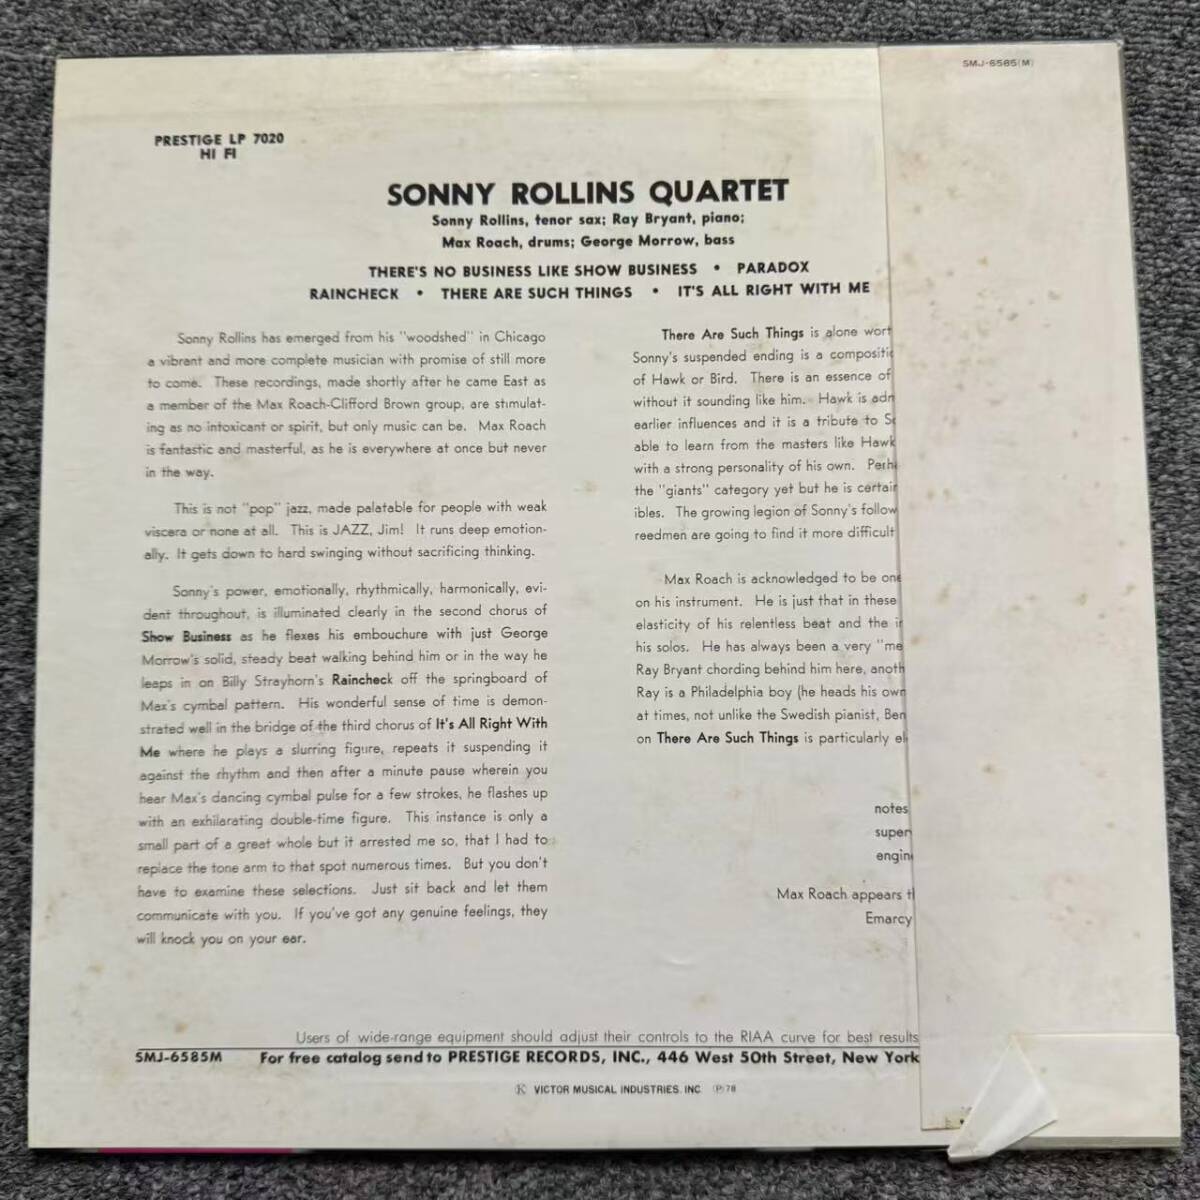 SMJ-6585(M)
PRESTIGE LP 7020
HI FI
SONNY ROLLINS QUARTET
Sonny Rollins, tenor sax; Ray Bryant, piano;
Max Roach, drums; George Morrow, bass
THERE'S NO BUSINESS LIKE SHOW BUSINESS • PARADOX
RAINCHECK • THERE ARE SUCH THINGS • IT'S ALL RIGHT WITH ME
Sonny Rollins has emerged from his "woodshed" in Chicago
a vibrant and more complete musician with promise of still more
to come. These recordings, made shortly after he came East as
a member of the Max Roach-Clifford Brown group, are stimulat-
ing as no intoxicant or spirit, but only music can be. Max Roach
is fantastic and masterful, as he is everywhere at once but never
in the way.
This is not "pop" jazz, made palatable for people with weak
viscera or none at all. This is JAZZ, Jim! It runs deep emotion-
ally. It gets down to hard swinging without sacrificing thinking.
Sonny's power, emotionally, rhythmically, harmonically, evi-
dent throughout, is illuminated clearly in the second chorus of
Show Business as he flexes his embouchure with just George
Morrow's solid, steady beat walking behind him or in the way he
leaps in on Billy Strayhorn's Raincheck off the springboard of
Max's cymbal pattern. His wonderful sense of time is demon-
strated well in the bridge of the third chorus of It's All Right With
Me where he plays a slurring figure, repeats it suspending it
against the rhythm and then after a minute pause wherein you
hear Max's dancing cymbal pulse for a few strokes, he flashes up
with an exhilarating double-time figure. This instance is only a
small part of a great whole but it arrested me so, that I had to
replace the tone arm to that spot numerous times. But you don't
have to examine these selections. Just sit back and let them
communicate with you. If you've got any genuine feelings, they
will knock you on your ear.
There Are Such Things is alone wort
Sonny's suspended ending is a compositi
of Hawk or Bird. There is an essence of
without it sounding like him. Hawk is adm
earlier influences and it is a tribute to So
able to learn from the masters like Hawk
with a strong personality of his own. Perh
the "giants" category yet but he is certai
ibles. The growing legion of Sonny's follow
reedmen are going to find it more difficult
Max Roach is acknowledged to be one
on his instrument. He is just that in these
elasticity of his relentless beat and the i
his solos. He has always been a very "me
Ray Bryant chording behind him here, anoth
Ray is a Philadelphia boy (he heads his own
at times, not unlike the Swedish pianist, Ben
on There Are Such Things is particularly el
notes
super
engin
Max Roach appears t
Emarcy
Users of wide-range equipment should adjust their controls to the RIAA curve for best results
SMJ-6585M For free catalog send to PRESTIGE RECORDS, INC., 446 West 50th Street, New York
Ⓚ VICTOR MUSICAL INDUSTRIES. INC Ⓟ78